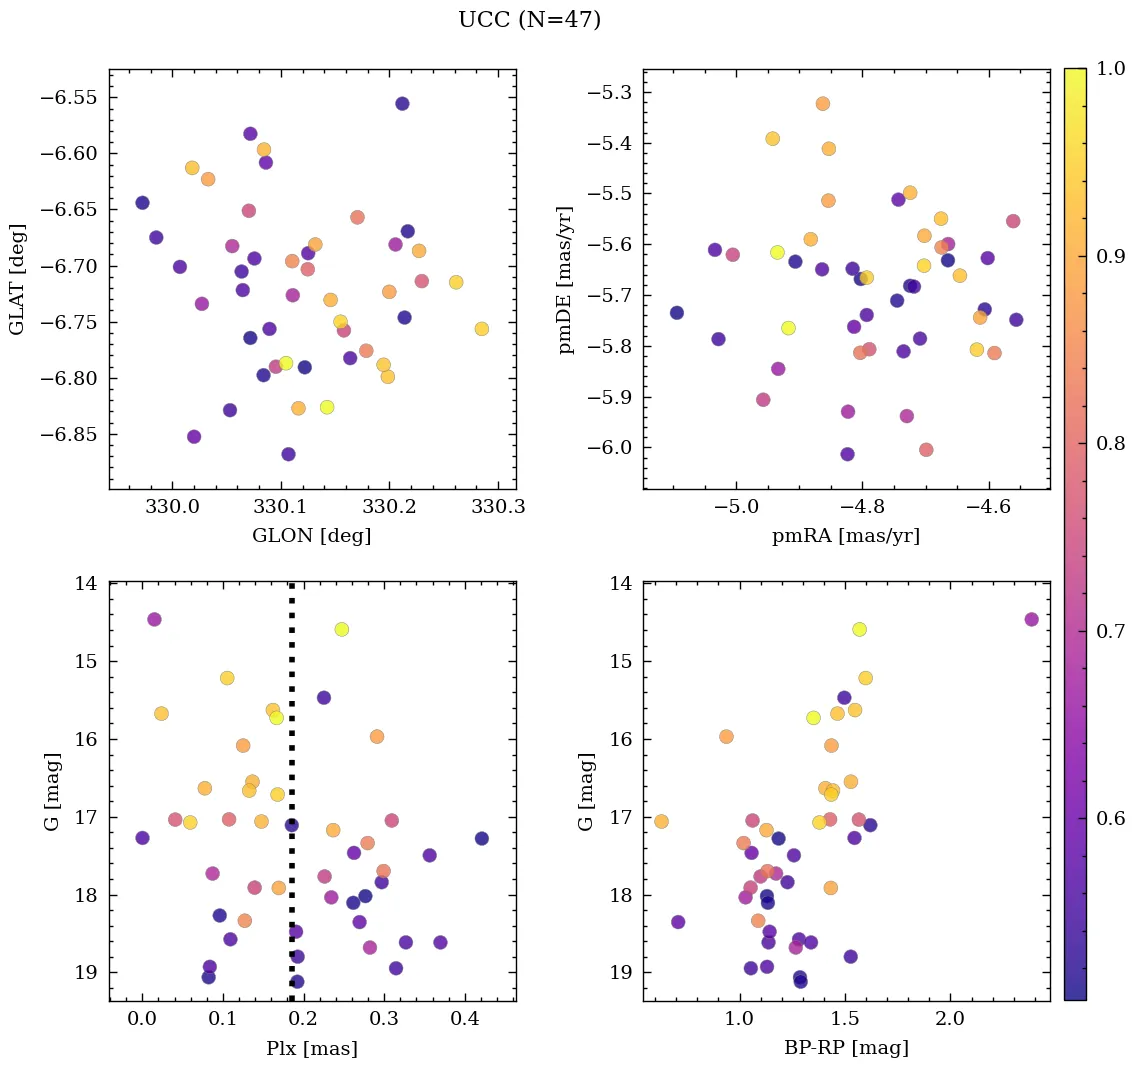 UCC (N=47)
−6.55
−6.60
−6.65
−6.70
−6.75
−6.80
−6.85
GLAT [deg]
330.0 330.1 330.2 330.3
GLON [deg]
−5.3
−5.4
−5.5
−5.6
−5.7
−5.8
−5.9
−6.0
pmDE [mas/yr]
−5.0 −4.8 −4.6
pmRA [mas/yr]
1.0
0.9
0.8
0.7
0.6
14
15
16
17
18
19
G [mag]
0.0 0.1 0.2 0.3 0.4
Plx [mas]
14
15
16
17
18
19
G [mag]
1.0 1.5 2.0
BP-RP [mag]